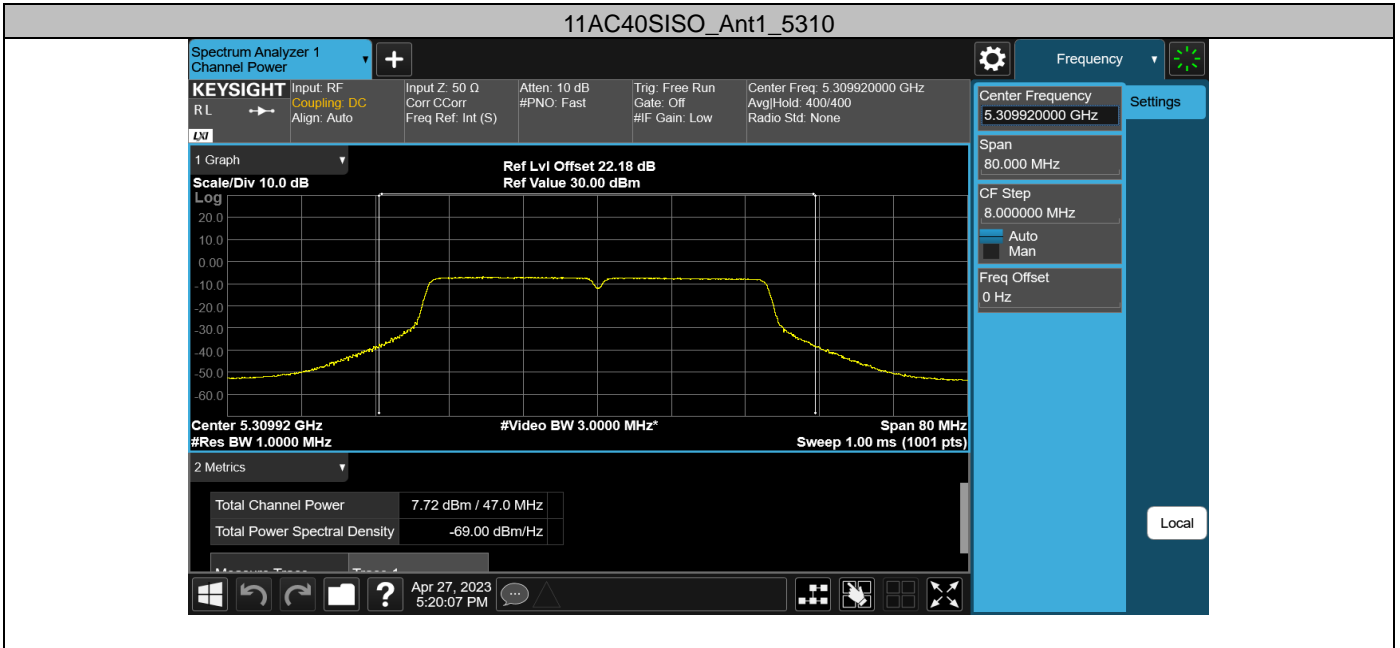 11AC40SISO_Ant1_5310
Spectrum Analyzer 1
Channel Power
Frequency
KEYSIGHT
R L
LXI
Input: RF
Coupling: DC
Align: Auto
Input Z: 50 Ω
Corr CCorr
Freq Ref: Int (S)
Atten: 10 dB
#PNO: Fast
Trig: Free Run
Gate: Off
#IF Gain: Low
Center Freq: 5.309920000 GHz
Avg|Hold: 400/400
Radio Std: None
Center Frequency
5.309920000 GHz
Settings
Span
80.000 MHz
CF Step
8.000000 MHz
Auto
Man
Freq Offset
0 Hz
Local
1 Graph
Scale/Div 10.0 dB
Ref Lvl Offset 22.18 dB
Ref Value 30.00 dBm
Log
20.0
10.0
0.00
-10.0
-20.0
-30.0
-40.0
-50.0
-60.0
Center 5.30992 GHz
#Video BW 3.0000 MHz*
Span 80 MHz
#Res BW 1.0000 MHz
Sweep 1.00 ms (1001 pts)
2 Metrics
Total Channel Power 7.72 dBm / 47.0 MHz
Total Power Spectral Density -69.00 dBm/Hz
Measure Trace Trace 1
Apr 27, 2023
5:20:07 PM